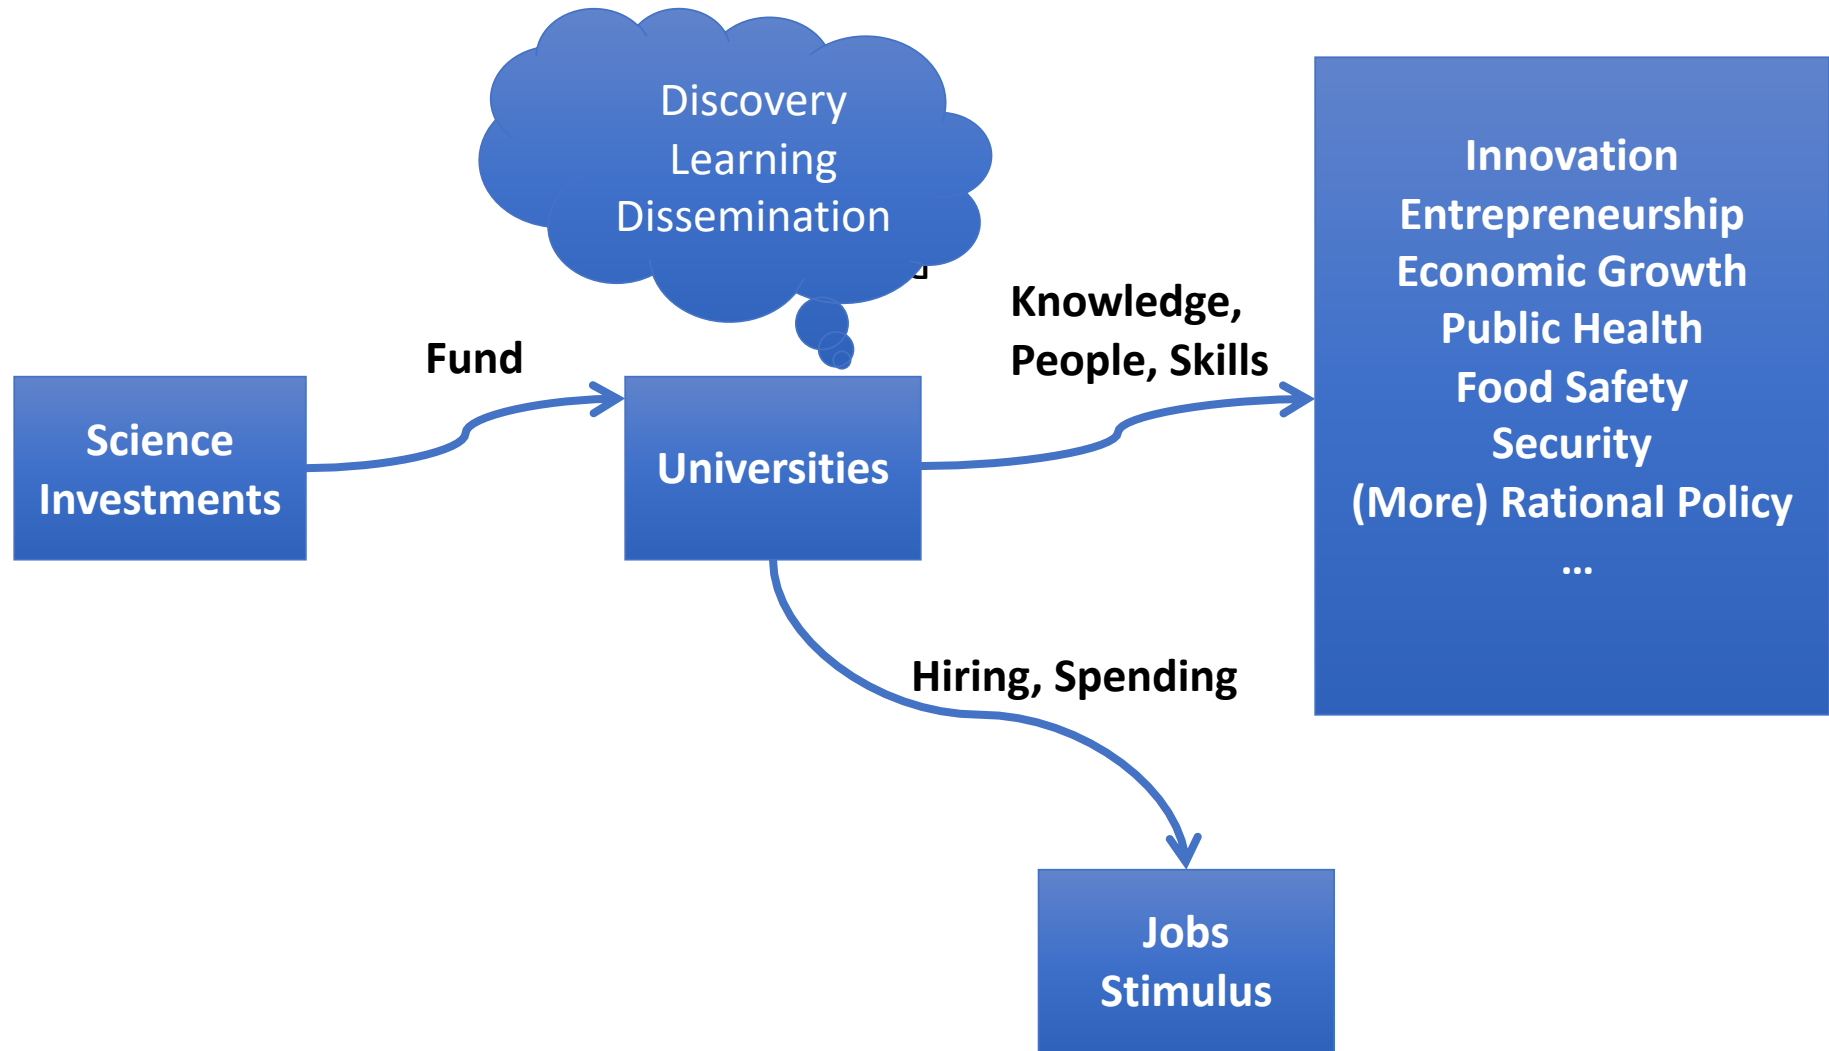 Discovery
Learning
Dissemination
Fund
Science
Investments
Universities
Knowledge,
People, Skills
Innovation
Entrepreneurship
Economic Growth
Public Health
Food Safety
Security
(More) Rational Policy
...
Hiring, Spending
Jobs
Stimulus